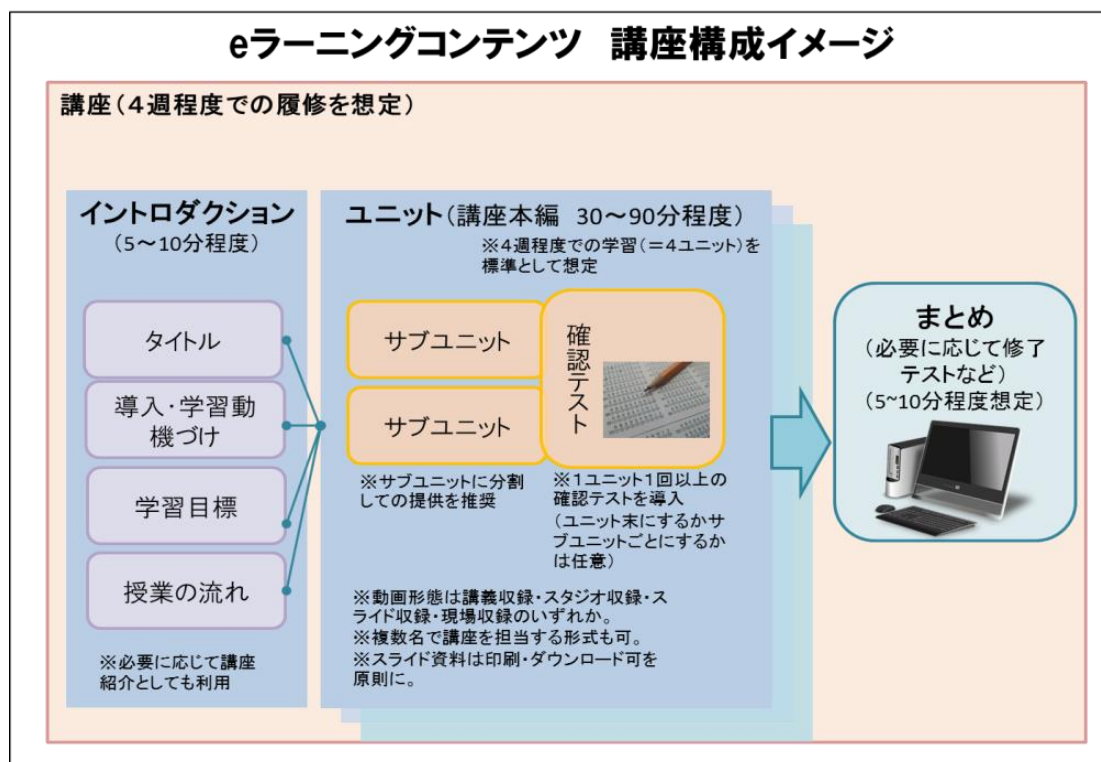 eラーニングコンテンツ 講座構成イメージ
講座(4週程度での履修を想定)
イントロダクション
(5~10分程度)
タイトル
導入・学習動
機づけ
学習目標
授業の流れ
※必要に応じて講座
紹介としても利用
ユニット(講座本編 30~90分程度)
※4週程度での学習(=4ユニット)を
標準として想定
サブユニット
サブユニット
確認テスト
※サブユニットに分割
しての提供を推奨
※1ユニット1回以上の
確認テストを導入
(ユニット末にするかサ
ブユニットごとにするか
は任意)
※動画形態は講義収録・スタジオ収録・ス
ライド収録・現場収録のいずれか。
※複数名で講座を担当する形式も可。
※スライド資料は印刷・ダウンロード可を
原則に。
まとめ
(必要に応じて修了
テストなど)
(5~10分程度想定)